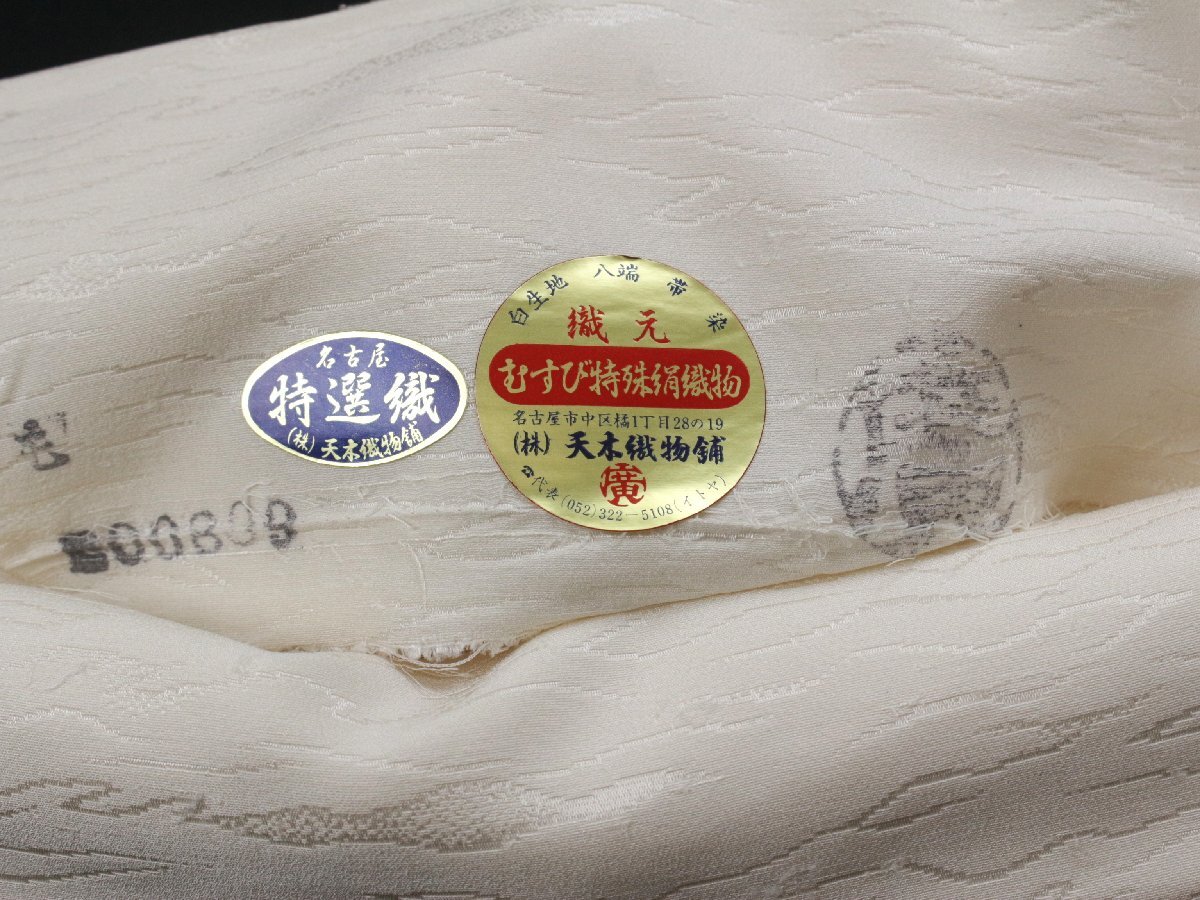 名古屋
特選織
(株) 天木織物舗
白生地 八端 帯 染
織元
むすび特殊絹織物
名古屋市中区橘1丁目28の19
(株) 天木織物舗
廣
代表 (052) 322-5108 (イトヤ)
00809